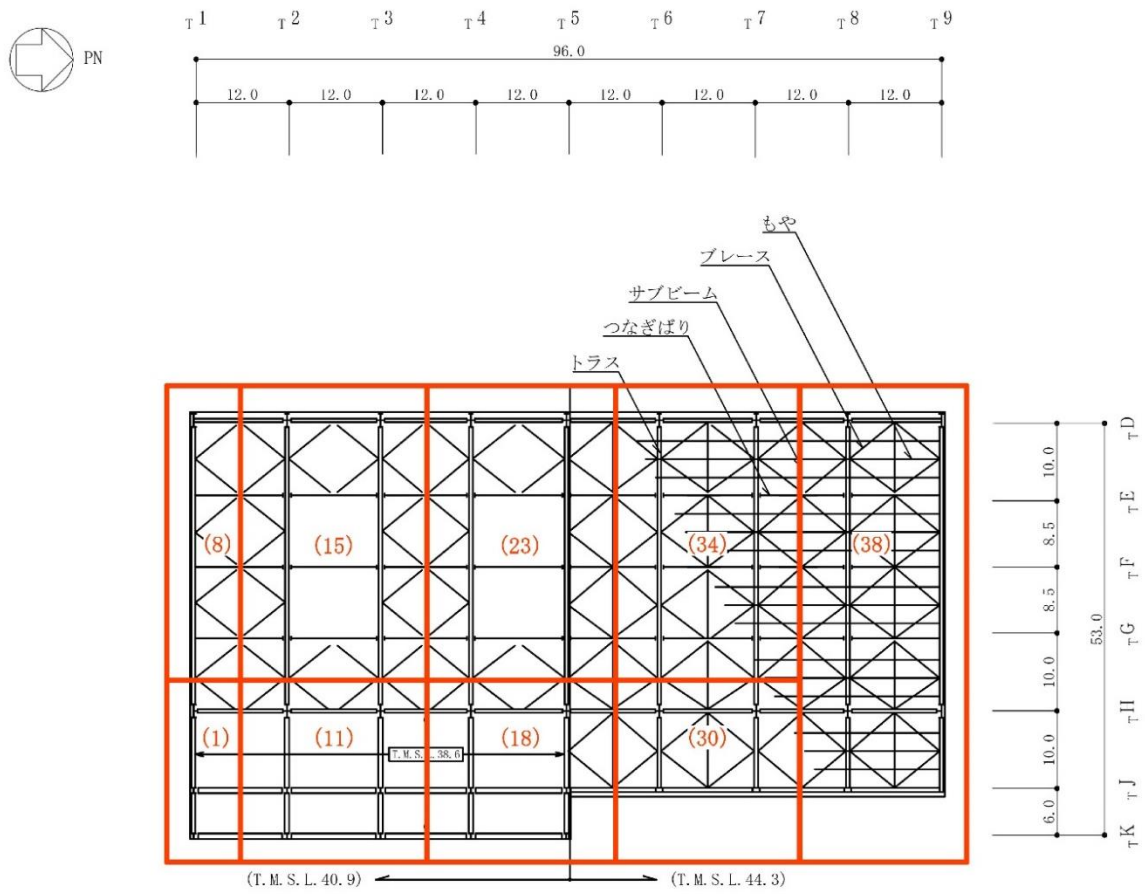 T1 T2 T3 T4 T5 T6 T7 T8 T9
PN
96.0
12.0 12.0 12.0 12.0 12.0 12.0 12.0 12.0
もや
ブレース
サブビーム
つなぎばり
トラス
TD
10.0
TE
(8) (15) (23) (34) (38)
8.5
TF
8.5
53.0
TG
10.0
TH
(1) (11) (18) (30)
T.M.S.L.38.6
10.0
TJ
6.0
TK
(T.M.S.L.40.9) (T.M.S.L.44.3)